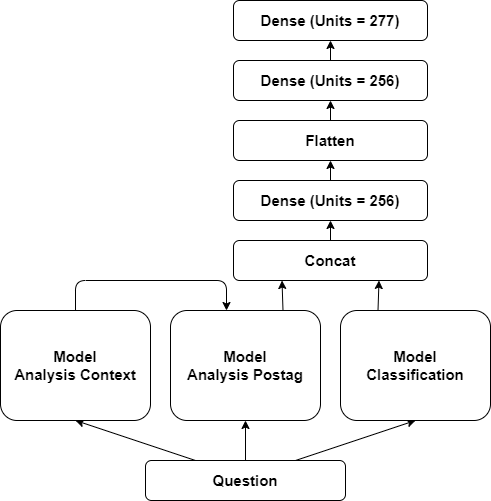 Dense (Units = 277)
Dense (Units = 256)
Flatten
Dense (Units = 256)
Concat
Model
Analysis Context
Model
Analysis Postag
Model
Classification
Question